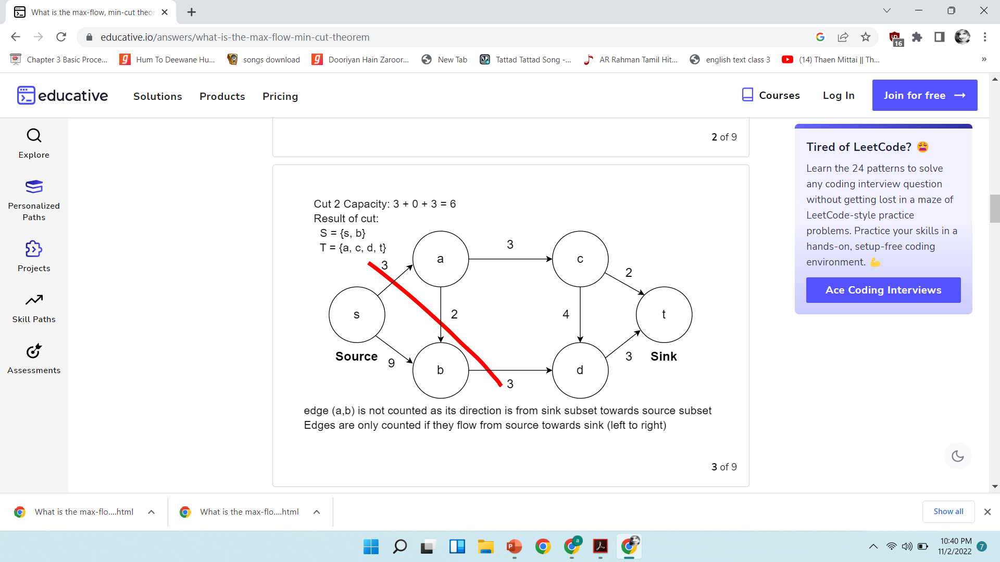 What is the max-flow, min-cut theor
educative.io/answers/what-is-the-max-flow-min-cut-theorem
16
Chapter 3 Basic Proce... Hum To Deewane Hu... songs download Dooriyan Hain Zaroor... New Tab Tattad Tattad Song -... AR Rahman Tamil Hit... english text class 3 (14) Thaen Mittai || Th... »
educative Solutions Products Pricing Courses Log In Join for free →
Explore
Personalized
Paths
Projects
Skill Paths
Assessments
2 of 9
Cut 2 Capacity: 3 + 0 + 3 = 6
Result of cut:
S = {s, b}
T = {a, c, d, t}
3
a
3
c
2
s
2
4
t
Source
9
b
3
d
3
Sink
edge (a,b) is not counted as its direction is from sink subset towards source subset
Edges are only counted if they flow from source towards sink (left to right)
3 of 9
Tired of LeetCode? 😩
Learn the 24 patterns to solve
any coding interview question
without getting lost in a maze of
LeetCode-style practice
problems. Practice your skills in a
hands-on, setup-free coding
environment. 💪
Ace Coding Interviews
What is the max-flo....html What is the max-flo....html Show all
a
10:40 PM
11/2/2022
7